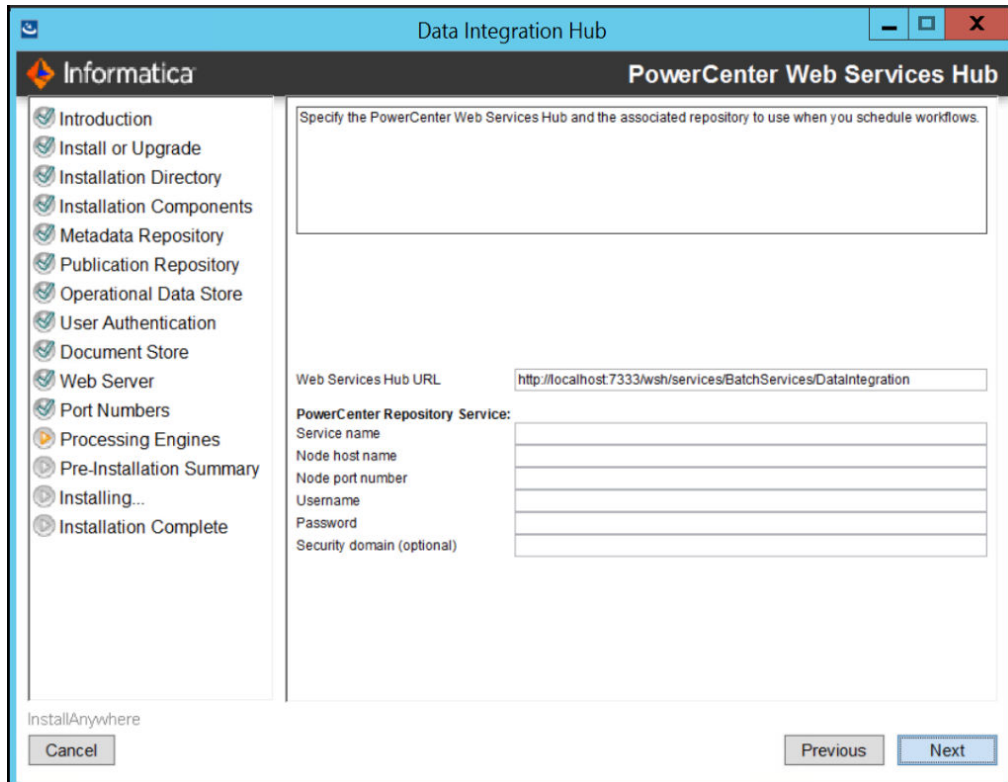 Data Integration Hub
Informatica
PowerCenter Web Services Hub
Introduction
Install or Upgrade
Installation Directory
Installation Components
Metadata Repository
Publication Repository
Operational Data Store
User Authentication
Document Store
Web Server
Port Numbers
Processing Engines
Pre-Installation Summary
Installing...
Installation Complete
Specify the PowerCenter Web Services Hub and the associated repository to use when you schedule workflows.
Web Services Hub URL http://localhost:7333/wsh/services/BatchServices/DataIntegration
PowerCenter Repository Service:
Service name
Node host name
Node port number
Username
Password
Security domain (optional)
InstallAnywhere
Cancel
Previous
Next